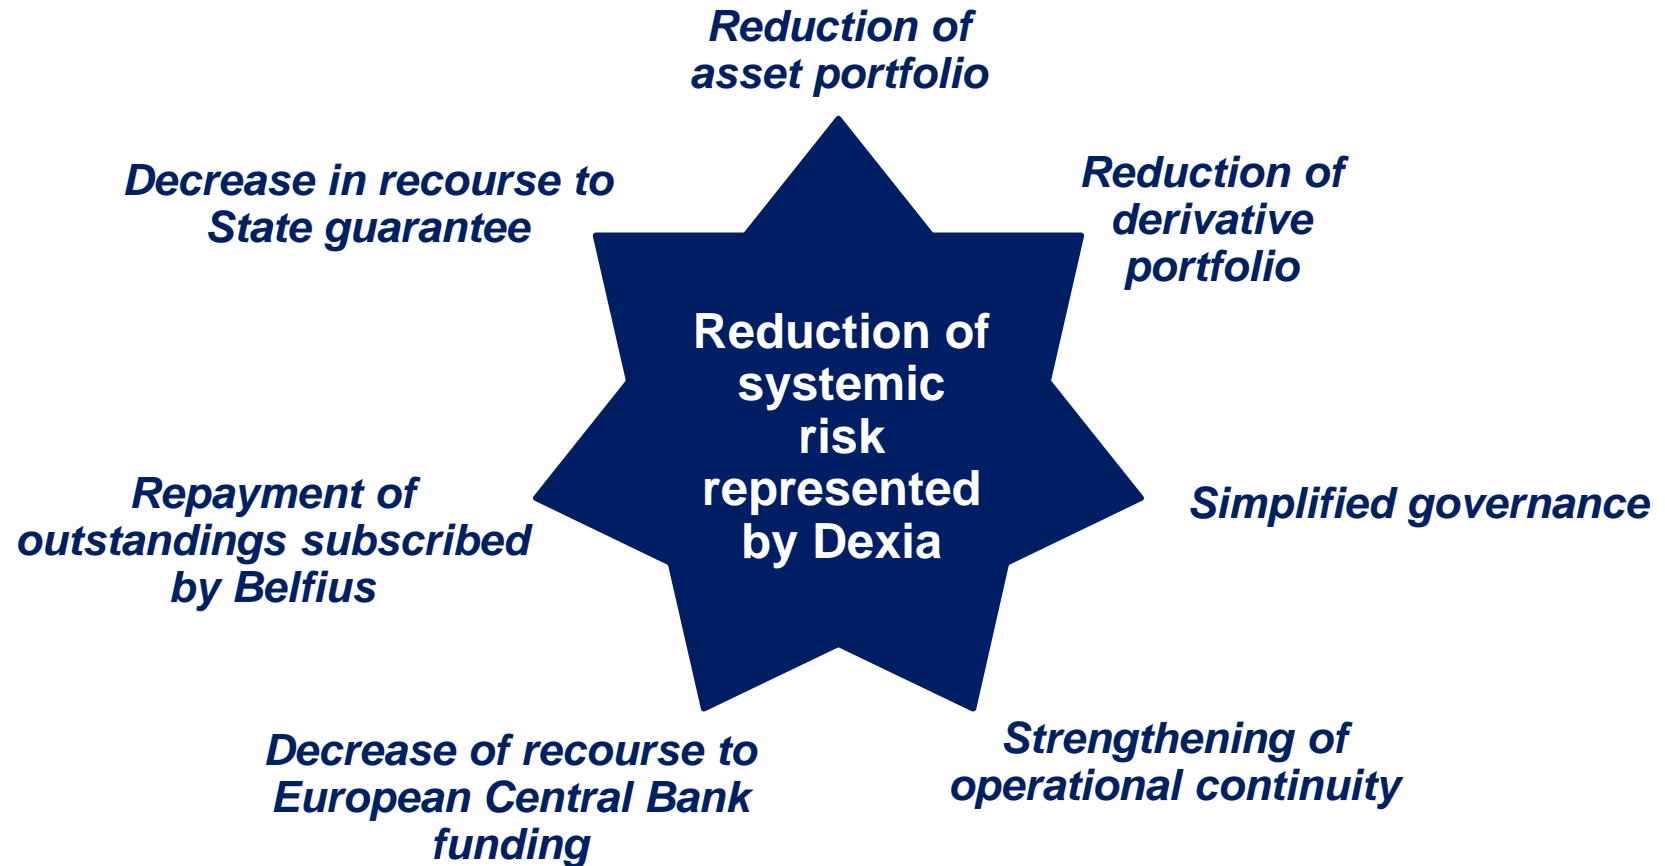 Reduction of
asset portfolio
Decrease in recourse to
State guarantee
Reduction of
derivative
portfolio
Reduction of
systemic
risk
represented
by Dexia
Repayment of
outstandings subscribed
by Belfius
Simplified governance
Decrease of recourse to
European Central Bank
funding
Strengthening of
operational continuity